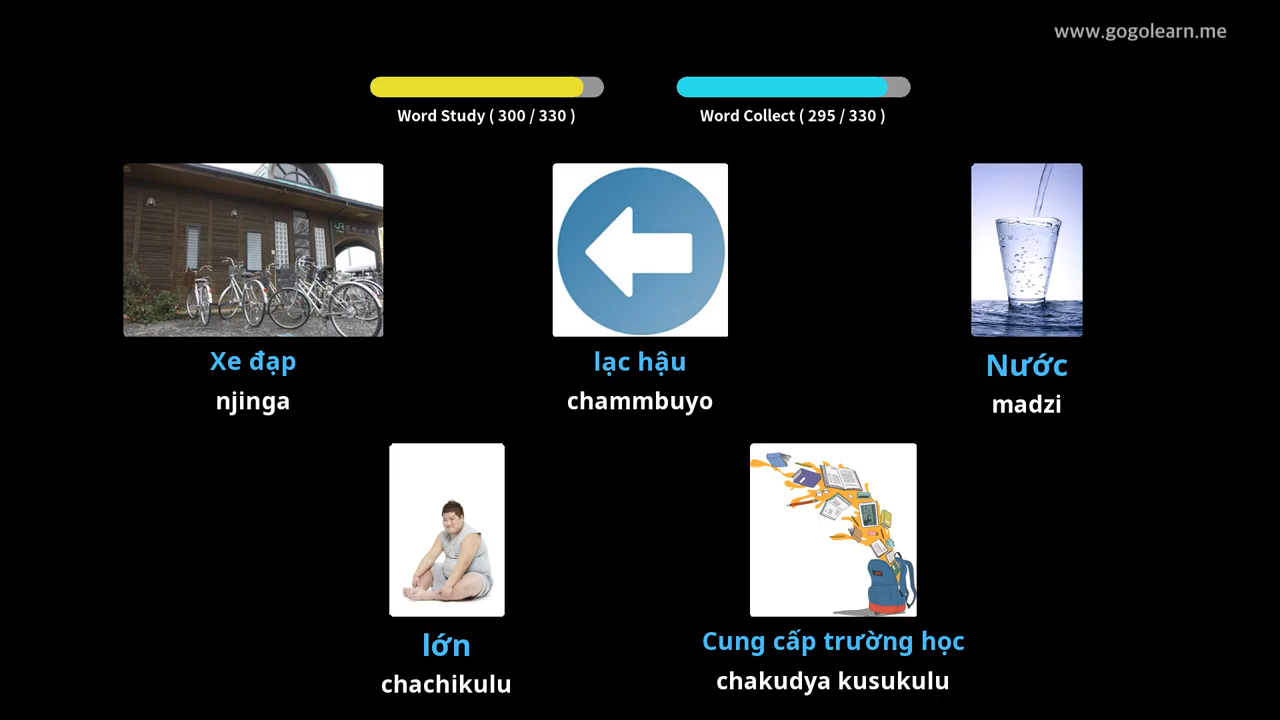 www.gogolearn.me
Word Study ( 300 / 330 )
Word Collect ( 295 / 330 )
Xe đạp
lạc hậu
Nước
njinga
chammbuyo
madzi
lớn
Cung cấp trường học
chachikulu
chakudya kusukulu